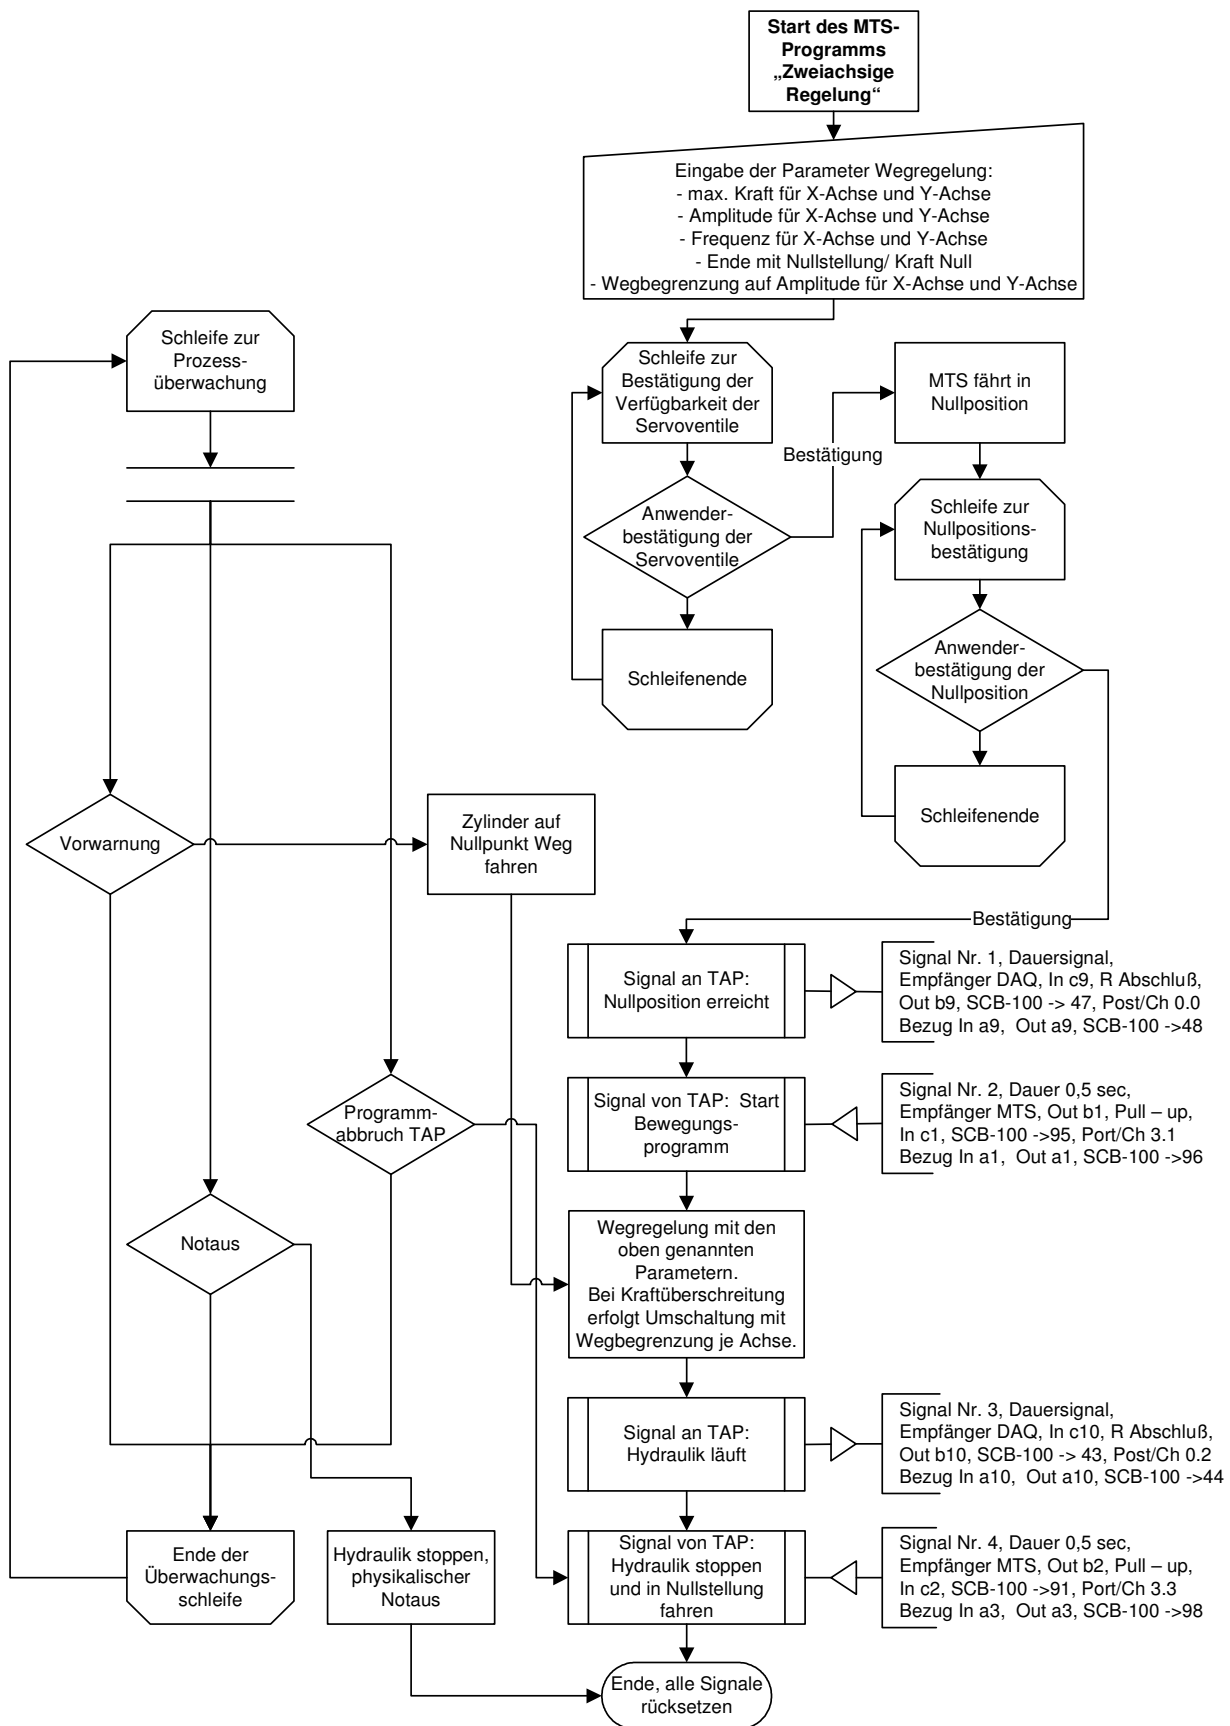 Start des MTS-
Programms
„Zweiachsige
Regelung“
Eingabe der Parameter Wegregelung:
- max. Kraft für X-Achse und Y-Achse
- Amplitude für X-Achse und Y-Achse
- Frequenz für X-Achse und Y-Achse
- Ende mit Nullstellung/ Kraft Null
- Wegbegrenzung auf Amplitude für X-Achse und Y-Achse
Schleife zur
Prozess-
überwachung
Schleife zur
Bestätigung der
Verfügbarkeit der
Servoventile
MTS fährt in
Nullposition
Bestätigung
Anwender-
bestätigung der
Servoventile
Schleife zur
Nullpositions-
bestätigung
Schleifenende
Anwender-
bestätigung der
Nullposition
Schleifenende
Vorwarnung
Zylinder auf
Nullpunkt Weg
fahren
Bestätigung
Signal an TAP:
Nullposition erreicht
Signal Nr. 1, Dauersignal,
Empfänger DAQ, In c9, R Abschluß,
Out b9, SCB-100 -> 47, Post/Ch 0.0
Bezug In a9,  Out a9, SCB-100 ->48
Programm-
abbruch TAP
Signal von TAP:  Start
Bewegungs-
programm
Signal Nr. 2, Dauer 0,5 sec,
Empfänger MTS, Out b1, Pull – up,
In c1, SCB-100 ->95, Port/Ch 3.1
Bezug In a1,  Out a1, SCB-100 ->96
Notaus
Wegregelung mit den
oben genannten
Parametern.
Bei Kraftüberschreitung
erfolgt Umschaltung mit
Wegbegrenzung je Achse.
Signal an TAP:
Hydraulik läuft
Signal Nr. 3, Dauersignal,
Empfänger DAQ, In c10, R Abschluß,
Out b10, SCB-100 -> 43, Post/Ch 0.2
Bezug In a10,  Out a10, SCB-100 ->44
Ende der
Überwachungs-
schleife
Hydraulik stoppen,
physikalischer
Notaus
Signal von TAP:
Hydraulik stoppen
und in Nullstellung
fahren
Signal Nr. 4, Dauer 0,5 sec,
Empfänger MTS, Out b2, Pull – up,
In c2, SCB-100 ->91, Port/Ch 3.3
Bezug In a3,  Out a3, SCB-100 ->98
Ende, alle Signale
rücksetzen